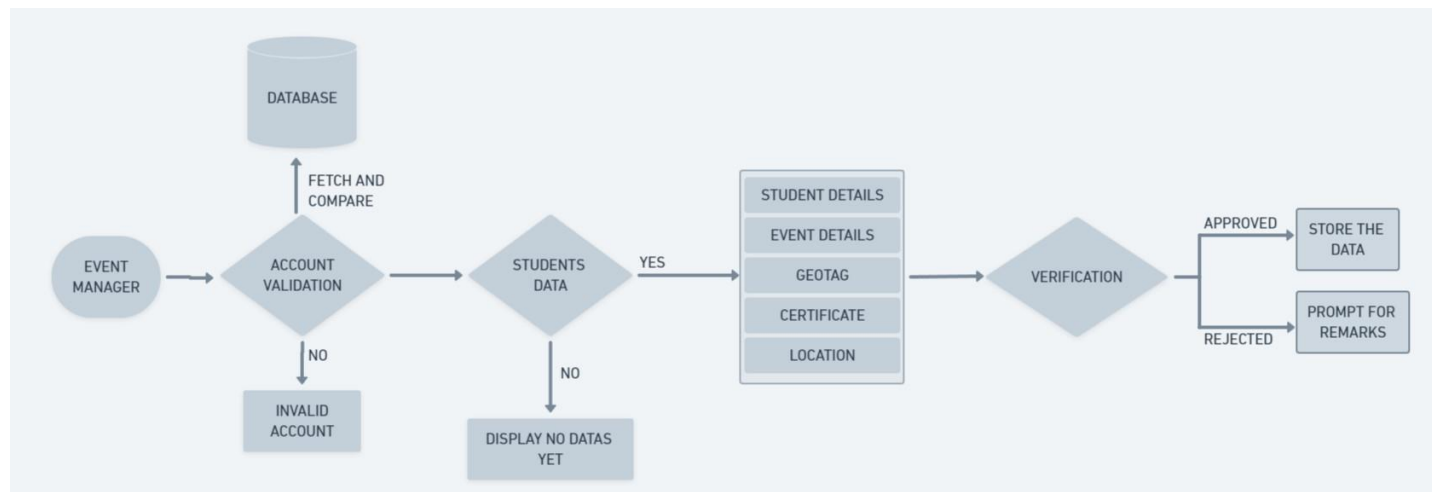 DATABASE
FETCH AND
COMPARE
EVENT
MANAGER
ACCOUNT
VALIDATION
NO
INVALID
ACCOUNT
STUDENTS
DATA
YES
NO
DISPLAY NO DATAS
YET
STUDENT DETAILS
EVENT DETAILS
GEOTAG
CERTIFICATE
LOCATION
VERIFICATION
APPROVED
STORE THE
DATA
REJECTED
PROMPT FOR
REMARKS